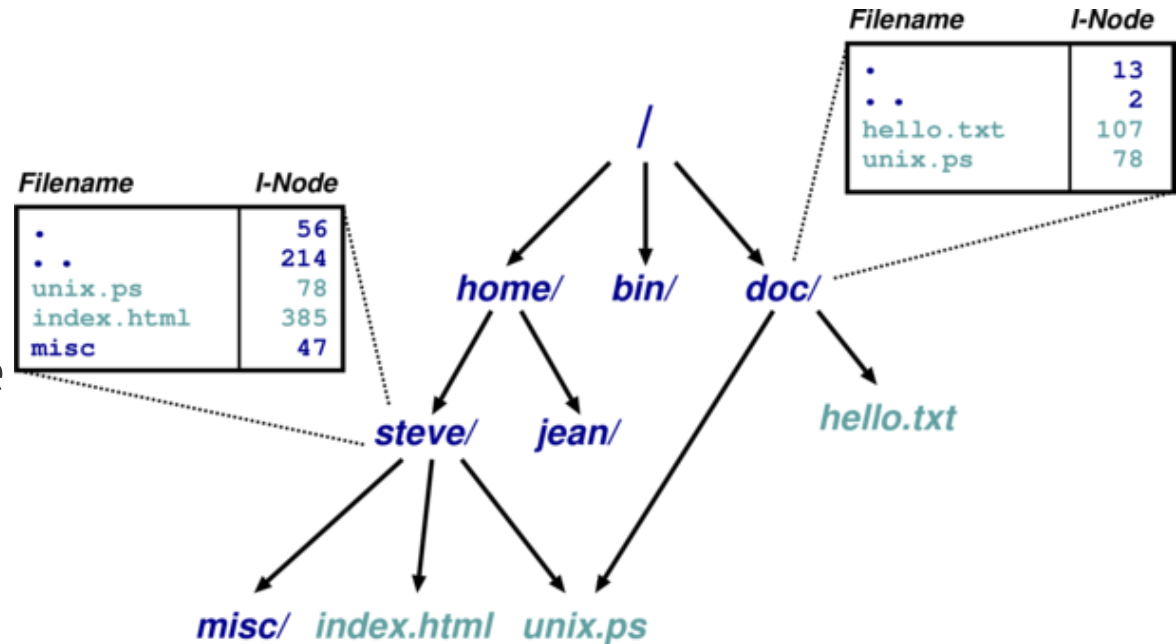 Filename I-Node
. 13
.. 2
hello.txt 107
unix.ps 78
/
Filename I-Node
. 56
.. 214
unix.ps 78
index.html 385
misc 47
home/ bin/ doc/
e
steve/ jean/ hello.txt
misc/ index.html unix.ps